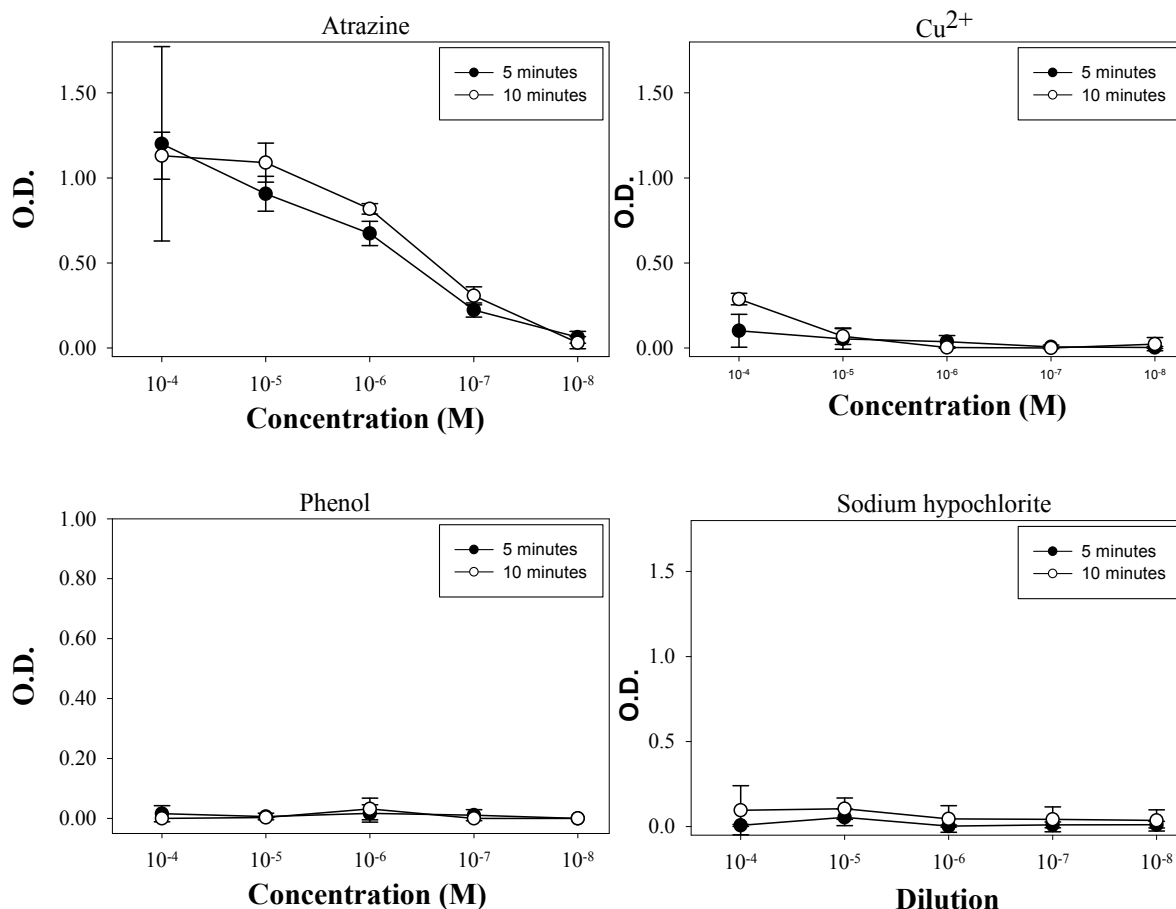 Atrazine
5 minutes
10 minutes
1.50
1.00
0.50
0.00
O.D.
10-4
10-5
10-6
10-7
10-8
Concentration (M)
Cu2+
5 minutes
10 minutes
1.50
1.00
0.50
0.00
O.D.
10-4
10-5
10-6
10-7
10-8
Concentration (M)
Phenol
5 minutes
10 minutes
1.00
0.80
0.60
0.40
0.20
0.00
O.D.
10-4
10-5
10-6
10-7
10-8
Concentration (M)
Sodium hypochlorite
5 minutes
10 minutes
1.5
1.0
0.5
0.0
O.D.
10-4
10-5
10-6
10-7
10-8
Dilution